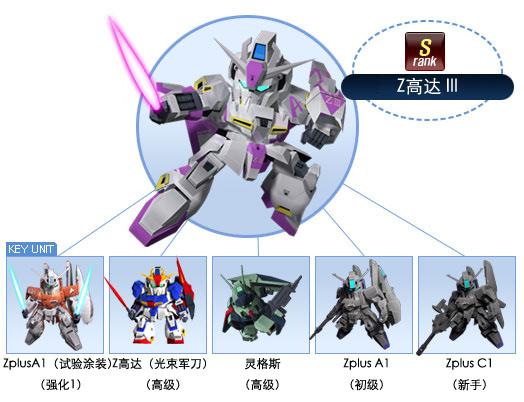 S
rank
Z高达 III
Z III
KEY UNIT
ZplusA1（试验涂装）
（强化1）
Z高达（光束军刀）
（高级）
灵格斯
（高级）
Zplus A1
（初级）
Zplus C1
（新手）